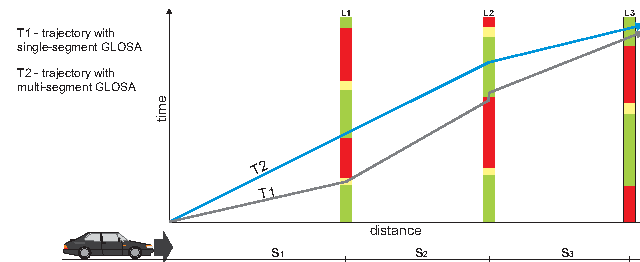 L1
L2
L3
T1 - trajectory with
single-segment GLOSA
T2 - trajectory with
multi-segment GLOSA
time
T2
T1
distance
S1
S2
S3